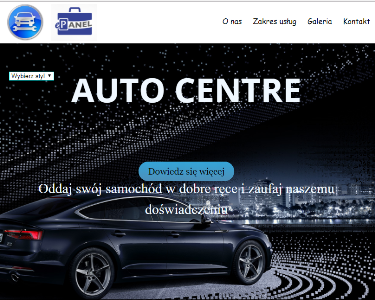 PANEL
O nas Zakres usług Galeria Kontakt
Wybierz styl
AUTO CENTRE
Dowiedz się więcej
Oddaj swój samochód w dobre ręce i zaufaj naszemu
doświadczeniu